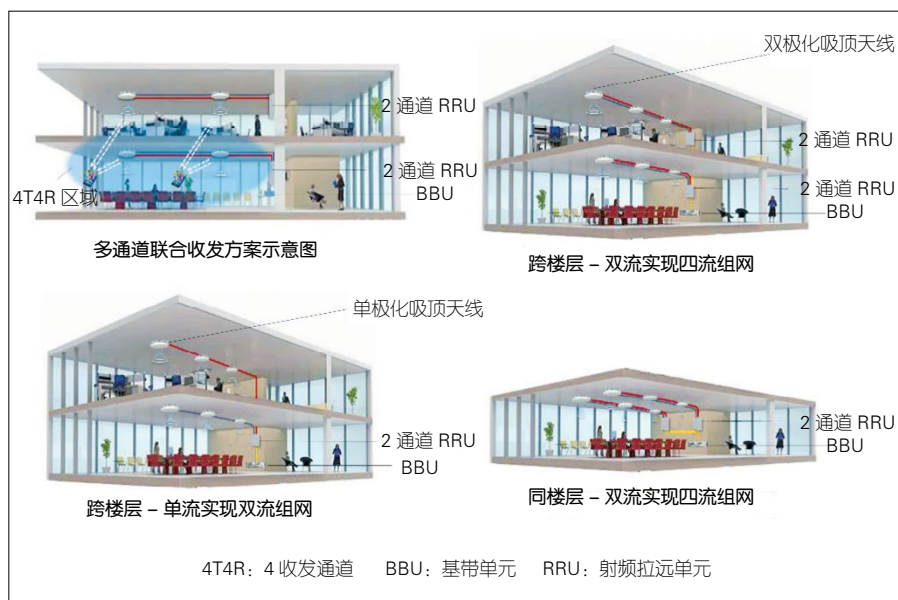 2 通道 RRU
2 通道 RRU
BBU
4T4R 区域
多通道联合收发方案示意图
双极化吸顶天线
2 通道 RRU
2 通道 RRU
BBU
跨楼层 – 双流实现四流组网
单极化吸顶天线
2 通道 RRU
BBU
跨楼层 – 单流实现双流组网
2 通道 RRU
BBU
同楼层 – 双流实现四流组网
4T4R：4 收发通道 BBU：基带单元 RRU：射频拉远单元